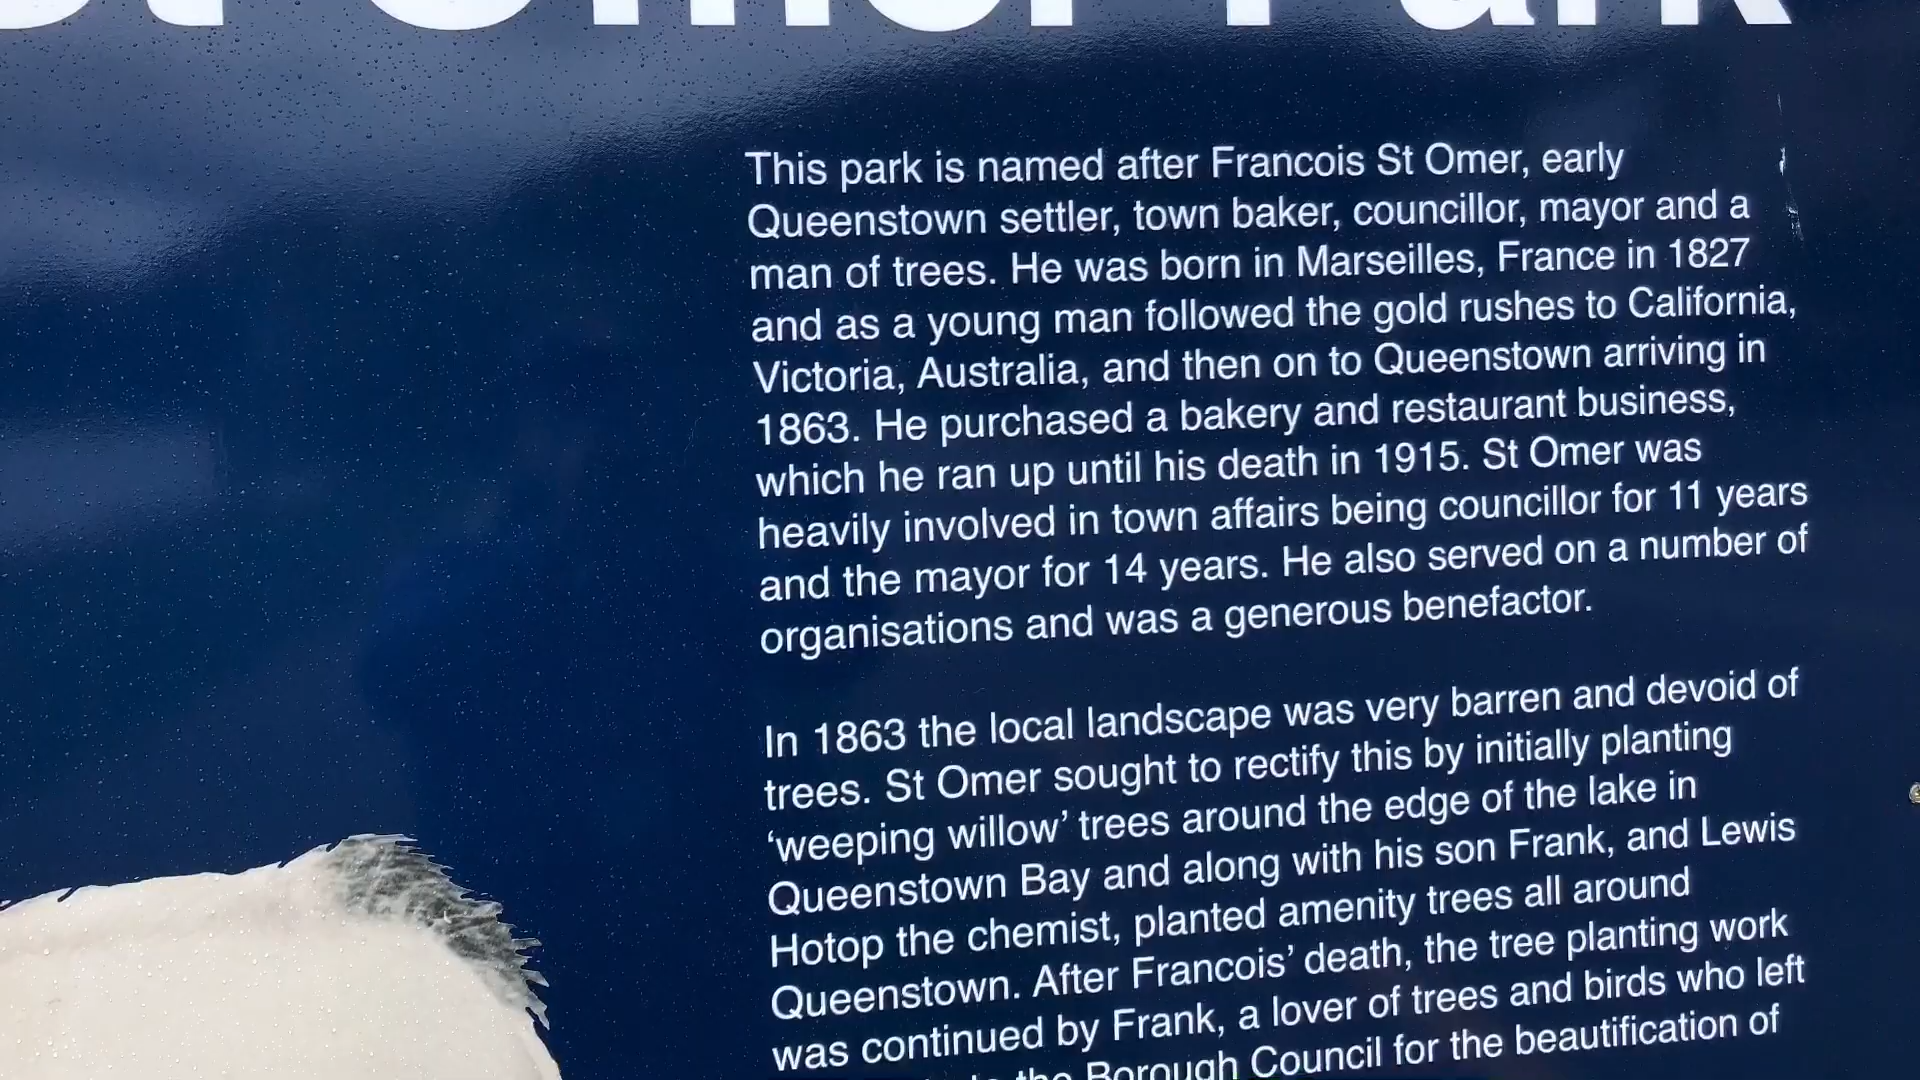 St Omer Park
This park is named after Francois St Omer, early
Queenstown settler, town baker, councillor, mayor and a
man of trees. He was born in Marseilles, France in 1827
and as a young man followed the gold rushes to California,
Victoria, Australia, and then on to Queenstown arriving in
1863. He purchased a bakery and restaurant business,
which he ran up until his death in 1915. St Omer was
heavily involved in town affairs being councillor for 11 years
and the mayor for 14 years. He also served on a number of
organisations and was a generous benefactor.
In 1863 the local landscape was very barren and devoid of
trees. St Omer sought to rectify this by initially planting
‘weeping willow’ trees around the edge of the lake in
Queenstown Bay and along with his son Frank, and Lewis
Hotop the chemist, planted amenity trees all around
Queenstown. After Francois’ death, the tree planting work
was continued by Frank, a lover of trees and birds who left
the Borough Council for the beautification of